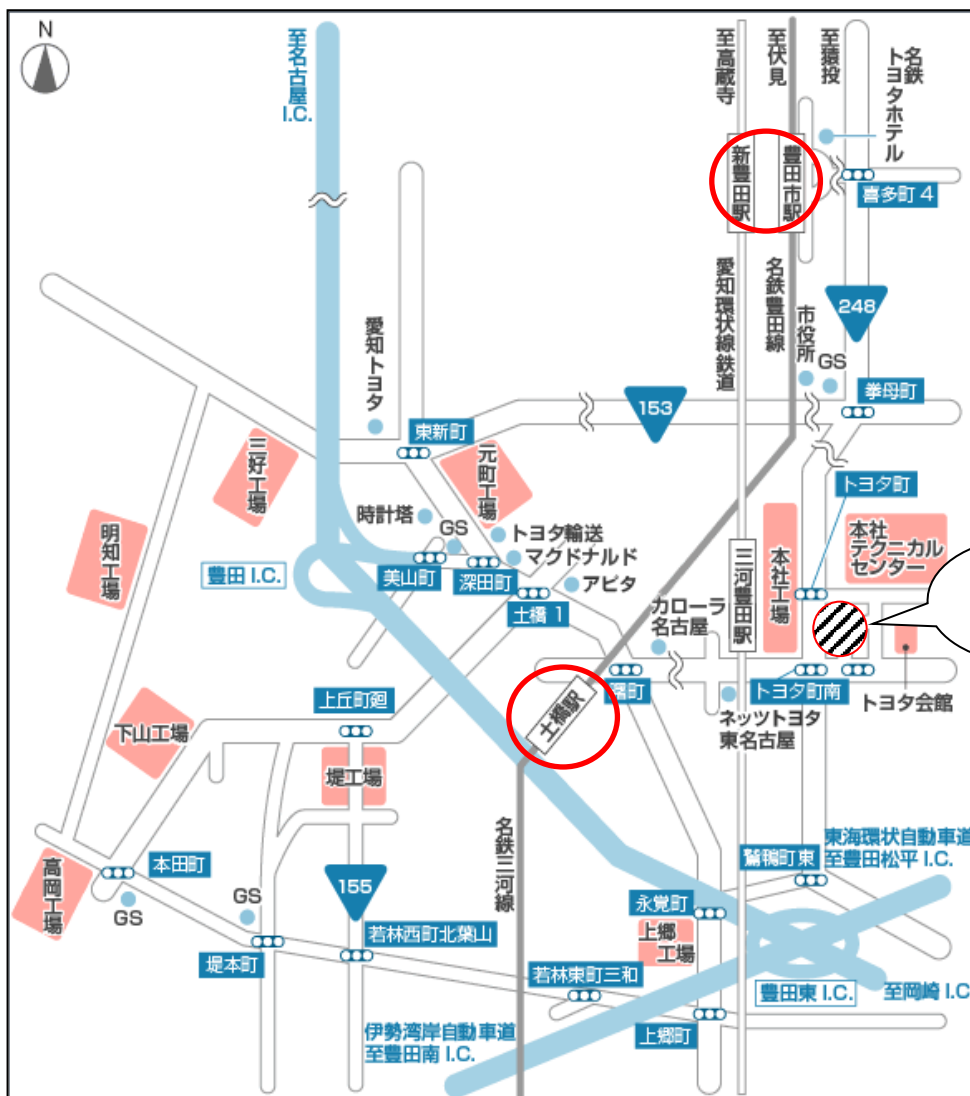 N
至名古屋
I.C.
至高蔵寺
至伏見
至猿投
名鉄
トヨタホテル
新豊田駅
豊田市駅
喜多町 4
愛知環状線鉄道
名鉄豊田線
248
市役所
GS
愛知トヨタ
153
挙母町
東新町
三好工場
元町工場
トヨタ町
時計塔
GS
トヨタ輸送
マクドナルド
明知工場
本社工場
本社
テクニカル
センター
豊田 I.C.
美山町
深田町
アピタ
三河豊田駅
土橋 1
カローラ
名古屋
上丘町廻
土橋駅
曙町
トヨタ町南
トヨタ会館
下山工場
ネッツトヨタ
東名古屋
堤工場
名鉄三河線
東海環状自動車道
至豊田松平 I.C.
鷲鴨町東
高岡工場
本田町
GS
GS
155
永覚町
上郷
工場
若林西町北葉山
堤本町
若林東町三和
豊田東 I.C.
至岡崎 I.C
伊勢湾岸自動車道
至豊田南 I.C.
上郷町